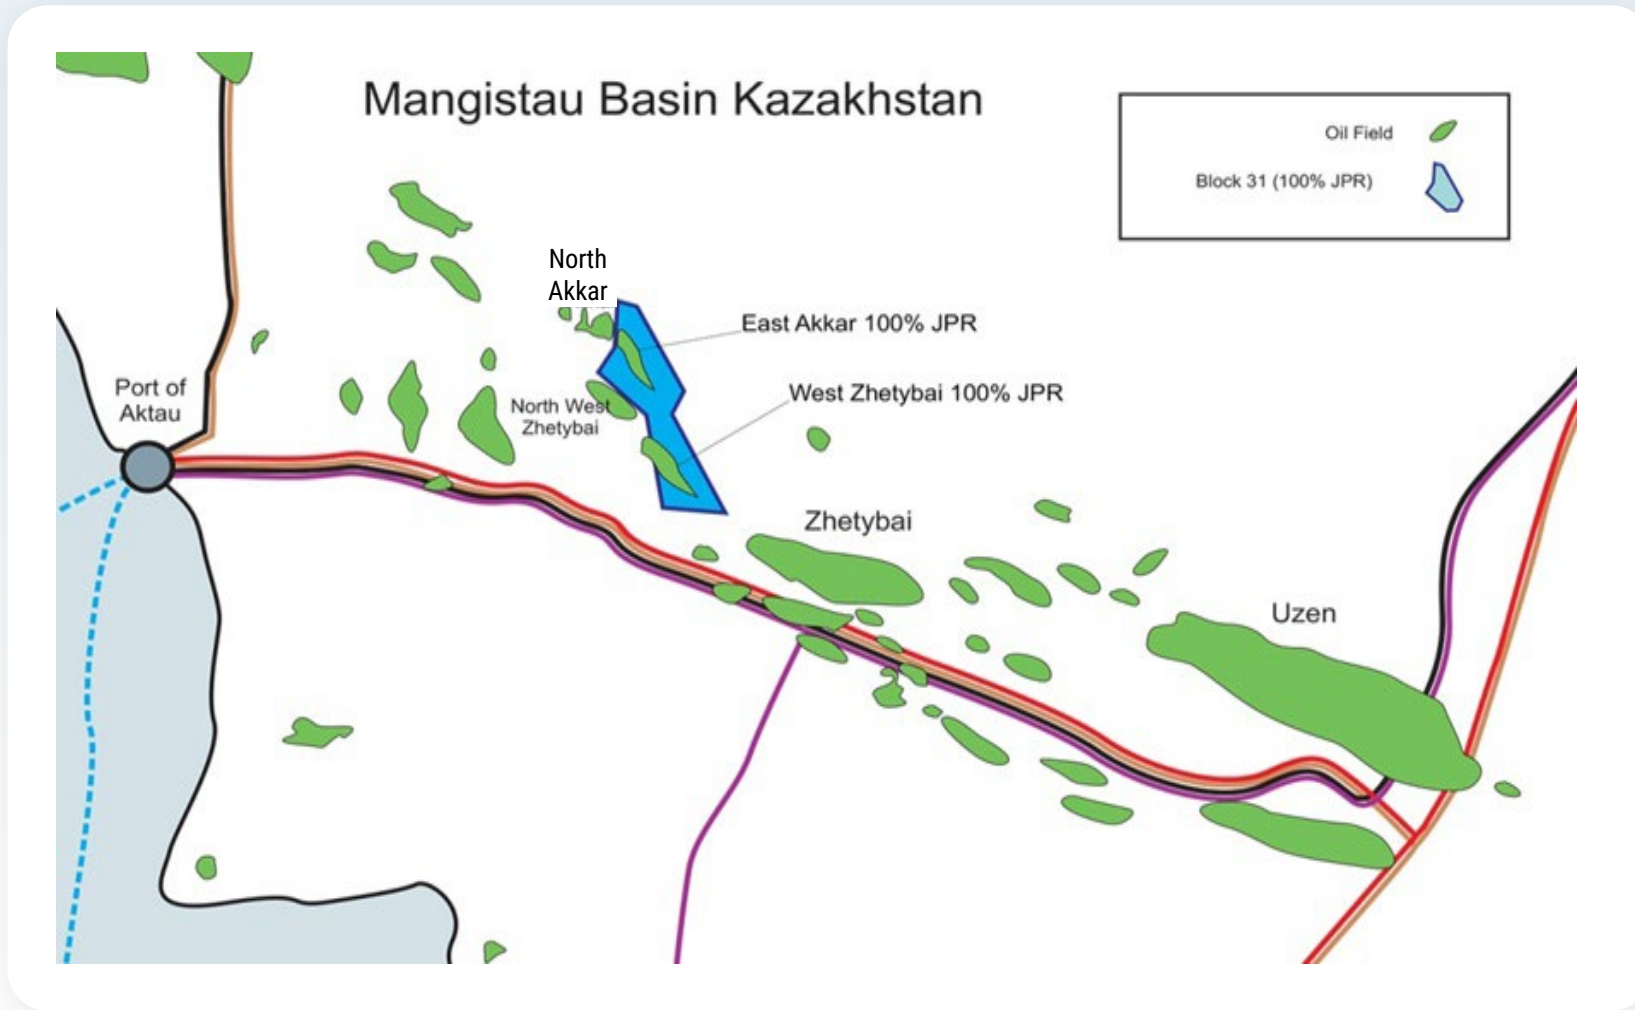 Mangistau Basin Kazakhstan
Oil Field
Block 31 (100% JPR)
North
Akkar
East Akkar 100% JPR
Port of
Aktau
West Zhetybai 100% JPR
North West
Zhetybai
Zhetybai
Uzen